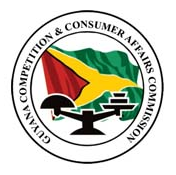 GUYANA COMPETITION & CONSUMER AFFAIRS COMMISSION